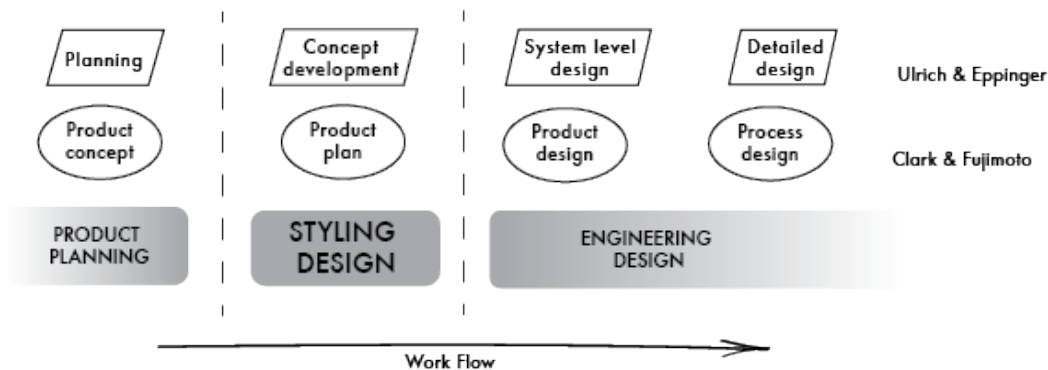 Planning
Concept
development
System level
design
Detailed
design
Ulrich & Eppinger
Product
concept
Product
plan
Product
design
Process
design
Clark & Fujimoto
PRODUCT
PLANNING
STYLING
DESIGN
ENGINEERING
DESIGN
Work Flow